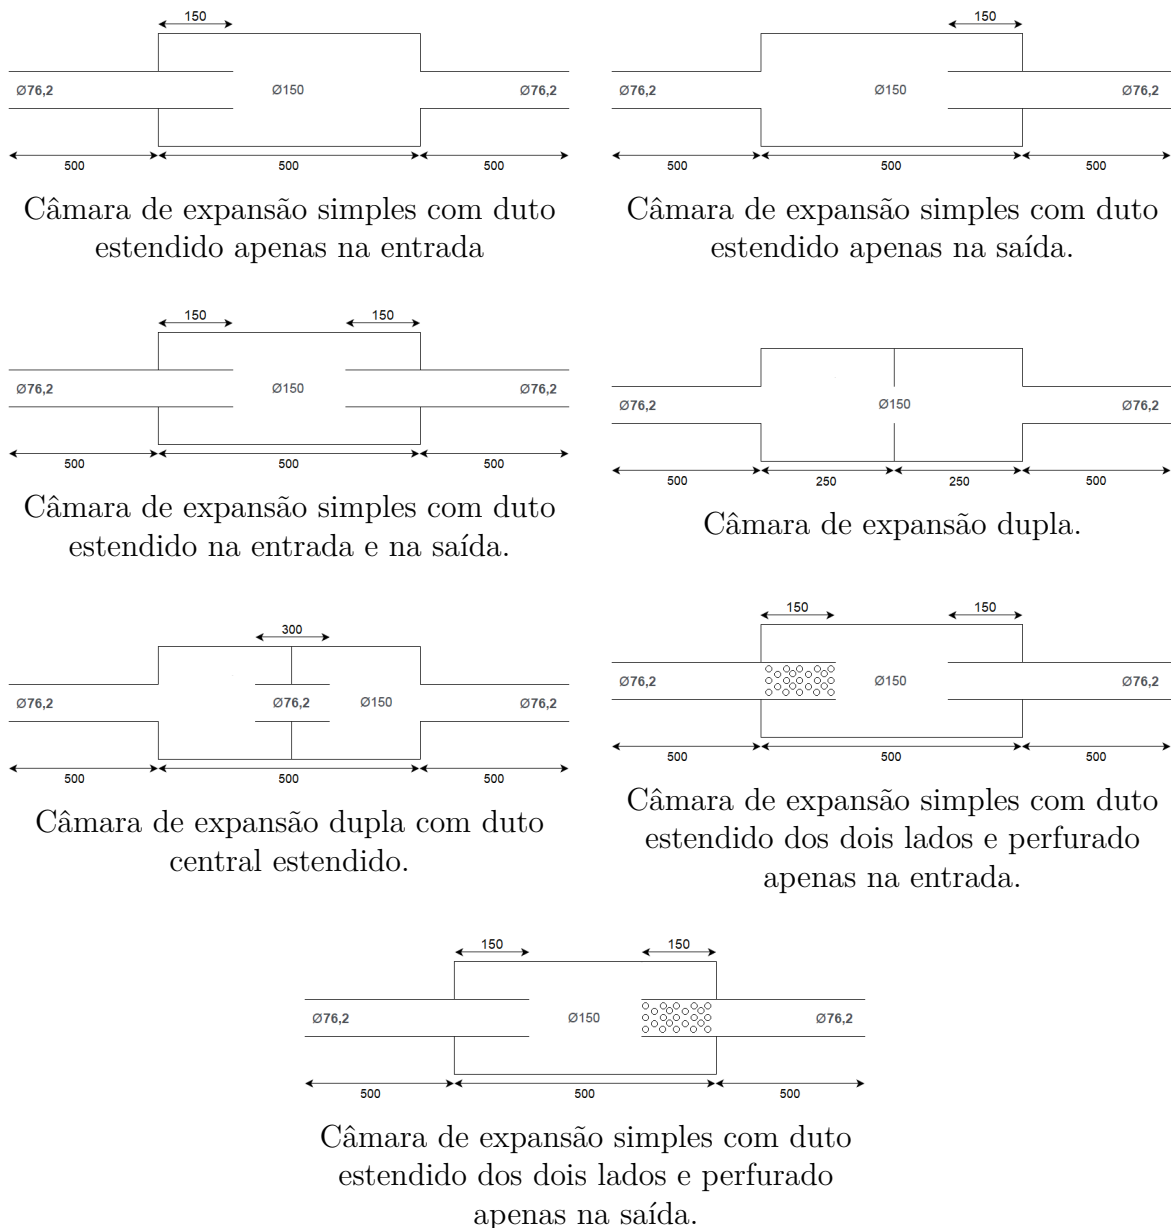 150
Ø76,2 Ø150 Ø76,2
500 500 500
Câmara de expansão simples com duto
estendido apenas na entrada
150
Ø76,2 Ø150 Ø76,2
500 500 500
Câmara de expansão simples com duto
estendido apenas na saída.
150 150
Ø76,2 Ø150 Ø76,2
500 500 500
Câmara de expansão simples com duto
estendido na entrada e na saída.
Ø76,2 Ø150 Ø76,2
500 250 250 500
Câmara de expansão dupla.
300
Ø76,2 Ø76,2 Ø150 Ø76,2
500 500 500
Câmara de expansão dupla com duto
central estendido.
150 150
Ø76,2 Ø150 Ø76,2
500 500 500
Câmara de expansão simples com duto
estendido dos dois lados e perfurado
apenas na entrada.
150 150
Ø76,2 Ø150 Ø76,2
500 500 500
Câmara de expansão simples com duto
estendido dos dois lados e perfurado
apenas na saída.